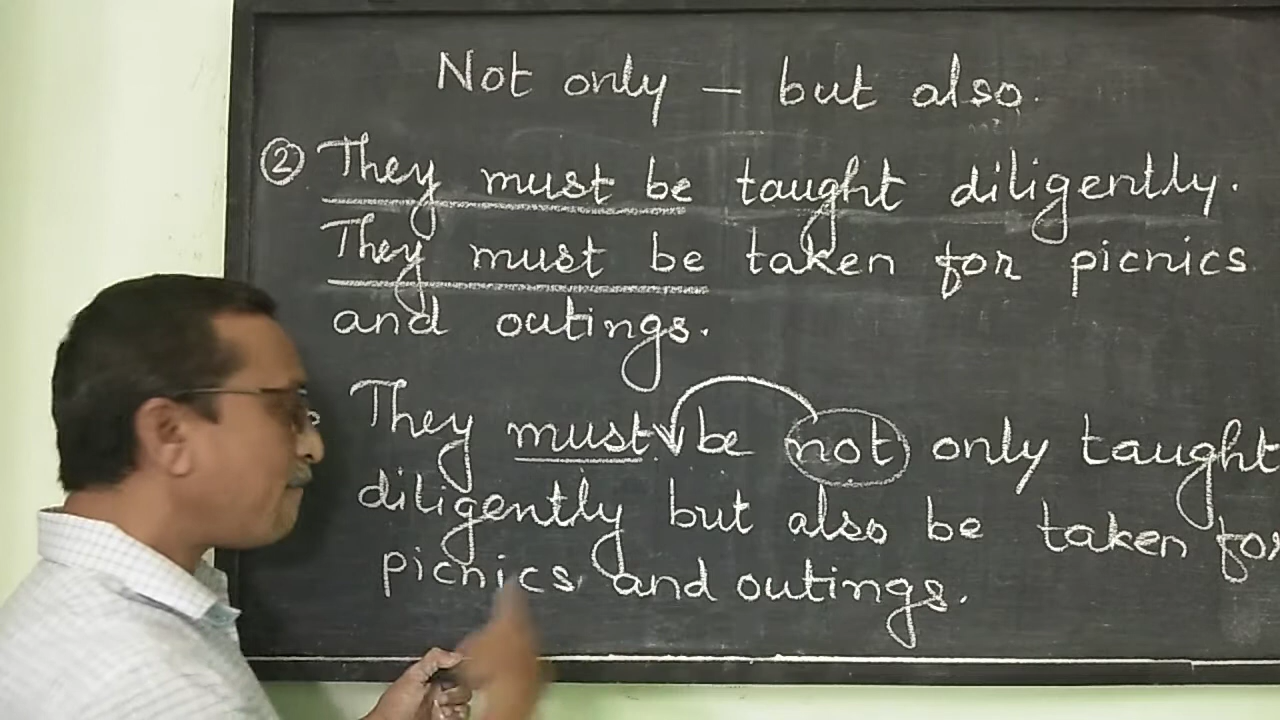 Not only – but also.
② They must be taught diligently.
They must be taken for picnics
and outings.
They must be not only taught
diligently but also be taken for
picnics and outings.